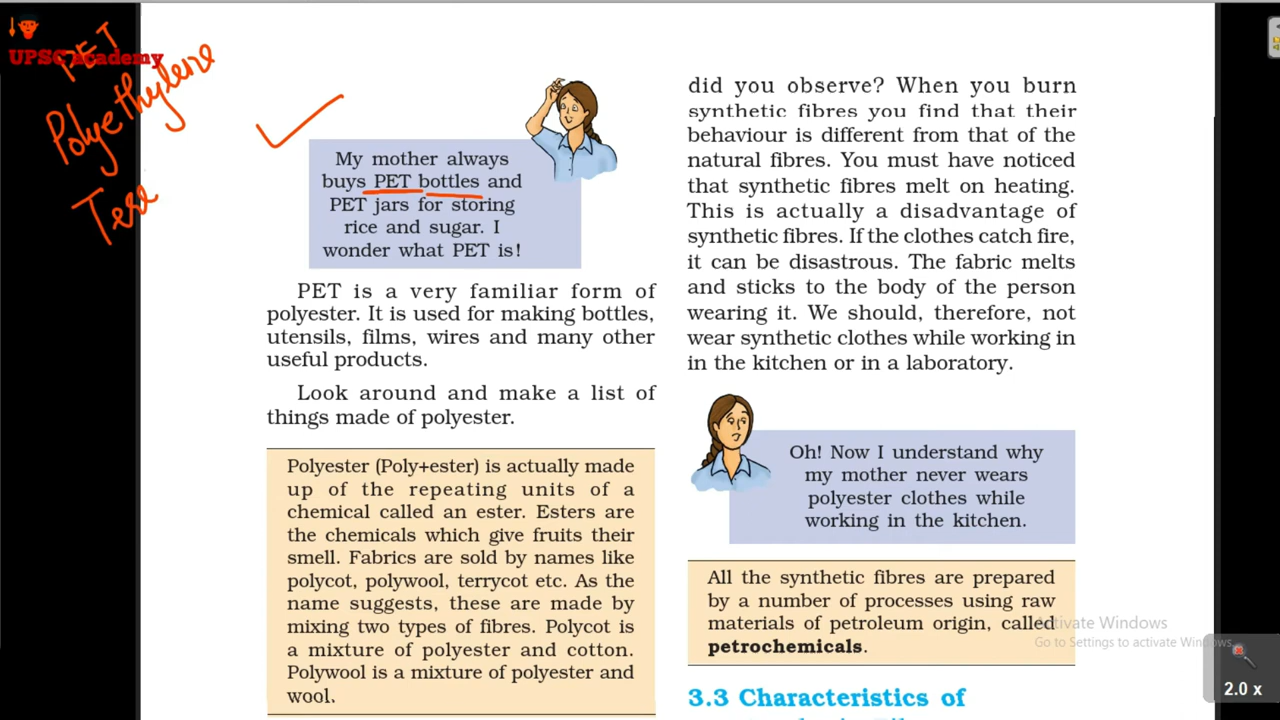 UPSC Academy
PET
Polyethylene
Tere
My mother always
buys PET bottles and
PET jars for storing
rice and sugar. I
wonder what PET is!
PET is a very familiar form of
polyester. It is used for making bottles,
utensils, films, wires and many other
useful products.
Look around and make a list of
things made of polyester.
Polyester (Poly+ester) is actually made
up of the repeating units of a
chemical called an ester. Esters are
the chemicals which give fruits their
smell. Fabrics are sold by names like
polycot, polywool, terrycot etc. As the
name suggests, these are made by
mixing two types of fibres. Polycot is
a mixture of polyester and cotton.
Polywool is a mixture of polyester and
wool.
did you observe? When you burn
synthetic fibres you find that their
behaviour is different from that of the
natural fibres. You must have noticed
that synthetic fibres melt on heating.
This is actually a disadvantage of
synthetic fibres. If the clothes catch fire,
it can be disastrous. The fabric melts
and sticks to the body of the person
wearing it. We should, therefore, not
wear synthetic clothes while working in
in the kitchen or in a laboratory.
Oh! Now I understand why
my mother never wears
polyester clothes while
working in the kitchen.
All the synthetic fibres are prepared
by a number of processes using raw
materials of petroleum origin, called
petrochemicals.
3.3 Characteristics of
Activate Windows
Go to Settings to activate Windows.
2.0 x